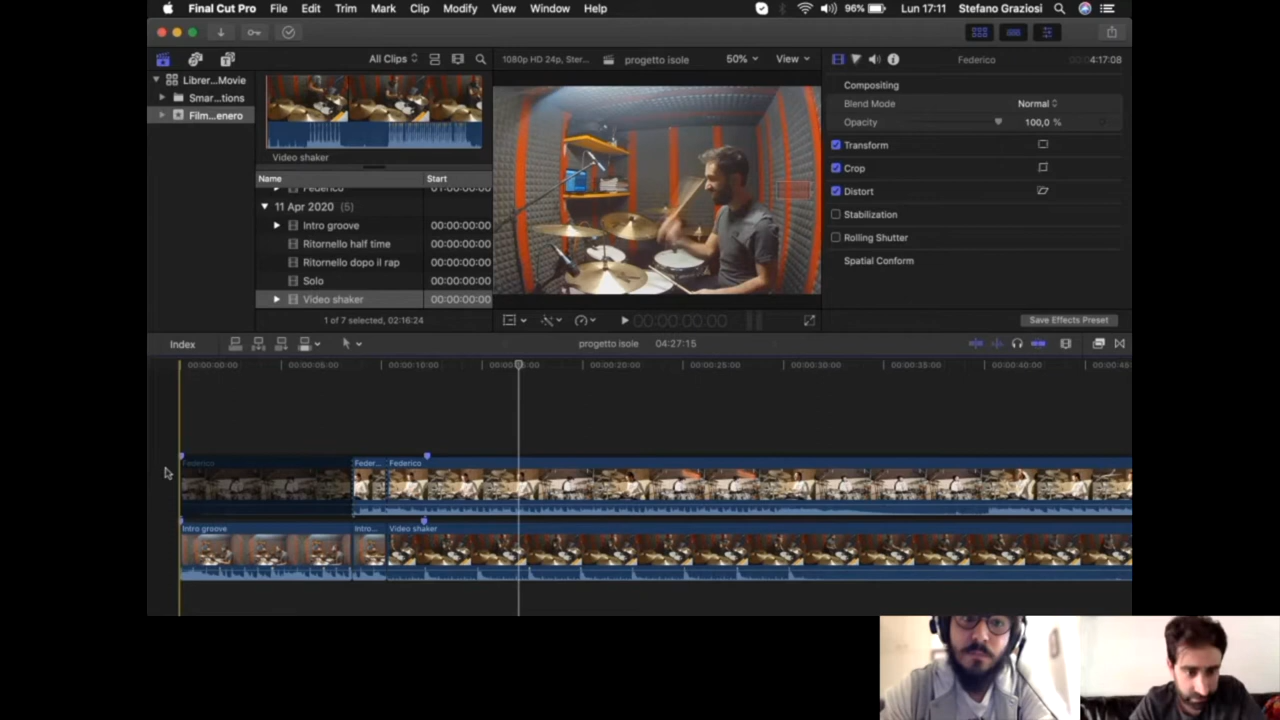 Final Cut Pro File Edit Trim Mark Clip Modify View Window Help 96% Lun 17:11 Stefano Graziosi
All Clips 1080p HD 24p, Ster... progetto isole 50% View Federico 4:17:08
Librer...Movie
Smar...tions
Film...enero
Video shaker
Name Start
Federico 01:00:00:00
11 Apr 2020 (5)
Intro groove 00:00:00:00
Ritornello half time 00:00:00:00
Ritornello dopo il rap 00:00:00:00
Solo 00:00:00:00
Video shaker 00:00:00:00
1 of 7 selected, 02:16:24
00:00:00:00
Compositing
Blend Mode Normal
Opacity 100,0 %
Transform
Crop
Distort
Stabilization
Rolling Shutter
Spatial Conform
Save Effects Preset
Index progetto isole 04:27:15
00:00:00:00 00:00:05:00 00:00:10:00 00:00:20:00 00:00:25:00 00:00:30:00 00:00:35:00 00:00:40:00 00:00:45
Federico Feder... Federico
Intro groove Intro... Video shaker